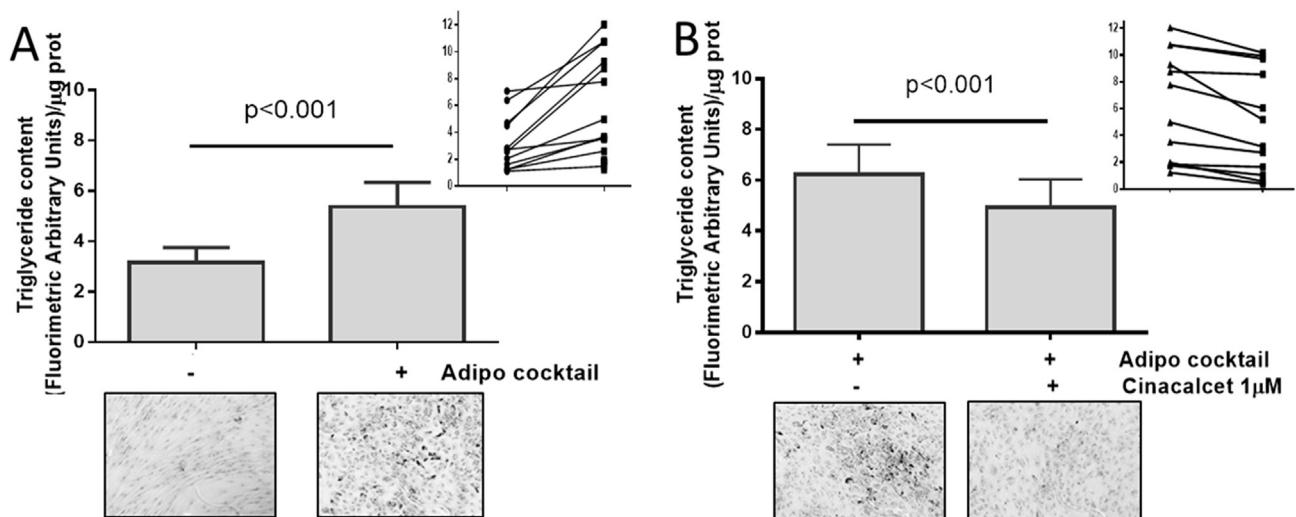 A
Triglyceride content
(Fluorimetric Arbitrary Units)/µg prot
10
8
6
4
2
0
p<0.001
12
10
8
6
4
2
0
- + Adipo cocktail
B
Triglyceride content
(Fluorimetric Arbitrary Units)/µg prot
10
8
6
4
2
0
p<0.001
12
10
8
6
4
2
0
+ + Adipo cocktail
- + Cinacalcet 1µM